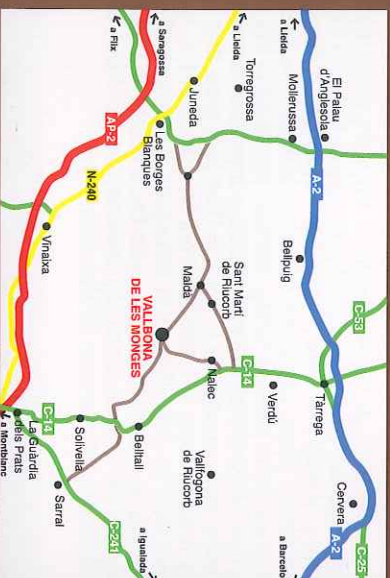 a Lleida
El Palau
d'Anglesola
Mollerussa
A-2
Bellpuig
C-53
Tàrrega
Cervera
A-2
C-25
a Lleida
Torregrossa
Juneda
a Saragossa
a Flix
Les Borges
Blanques
AP-2
N-240
Vinaixa
Sant Martí
de Riucorb
Maldà
VALLBONA
DE LES MONGES
Nalec
C-14
Verdú
Vallfogona
de Riucorb
Belltall
Solivella
C-14
La Guàrdia
dels Prats
a Montblanc
Sarral
C-241
a Igualada
a Barcelo